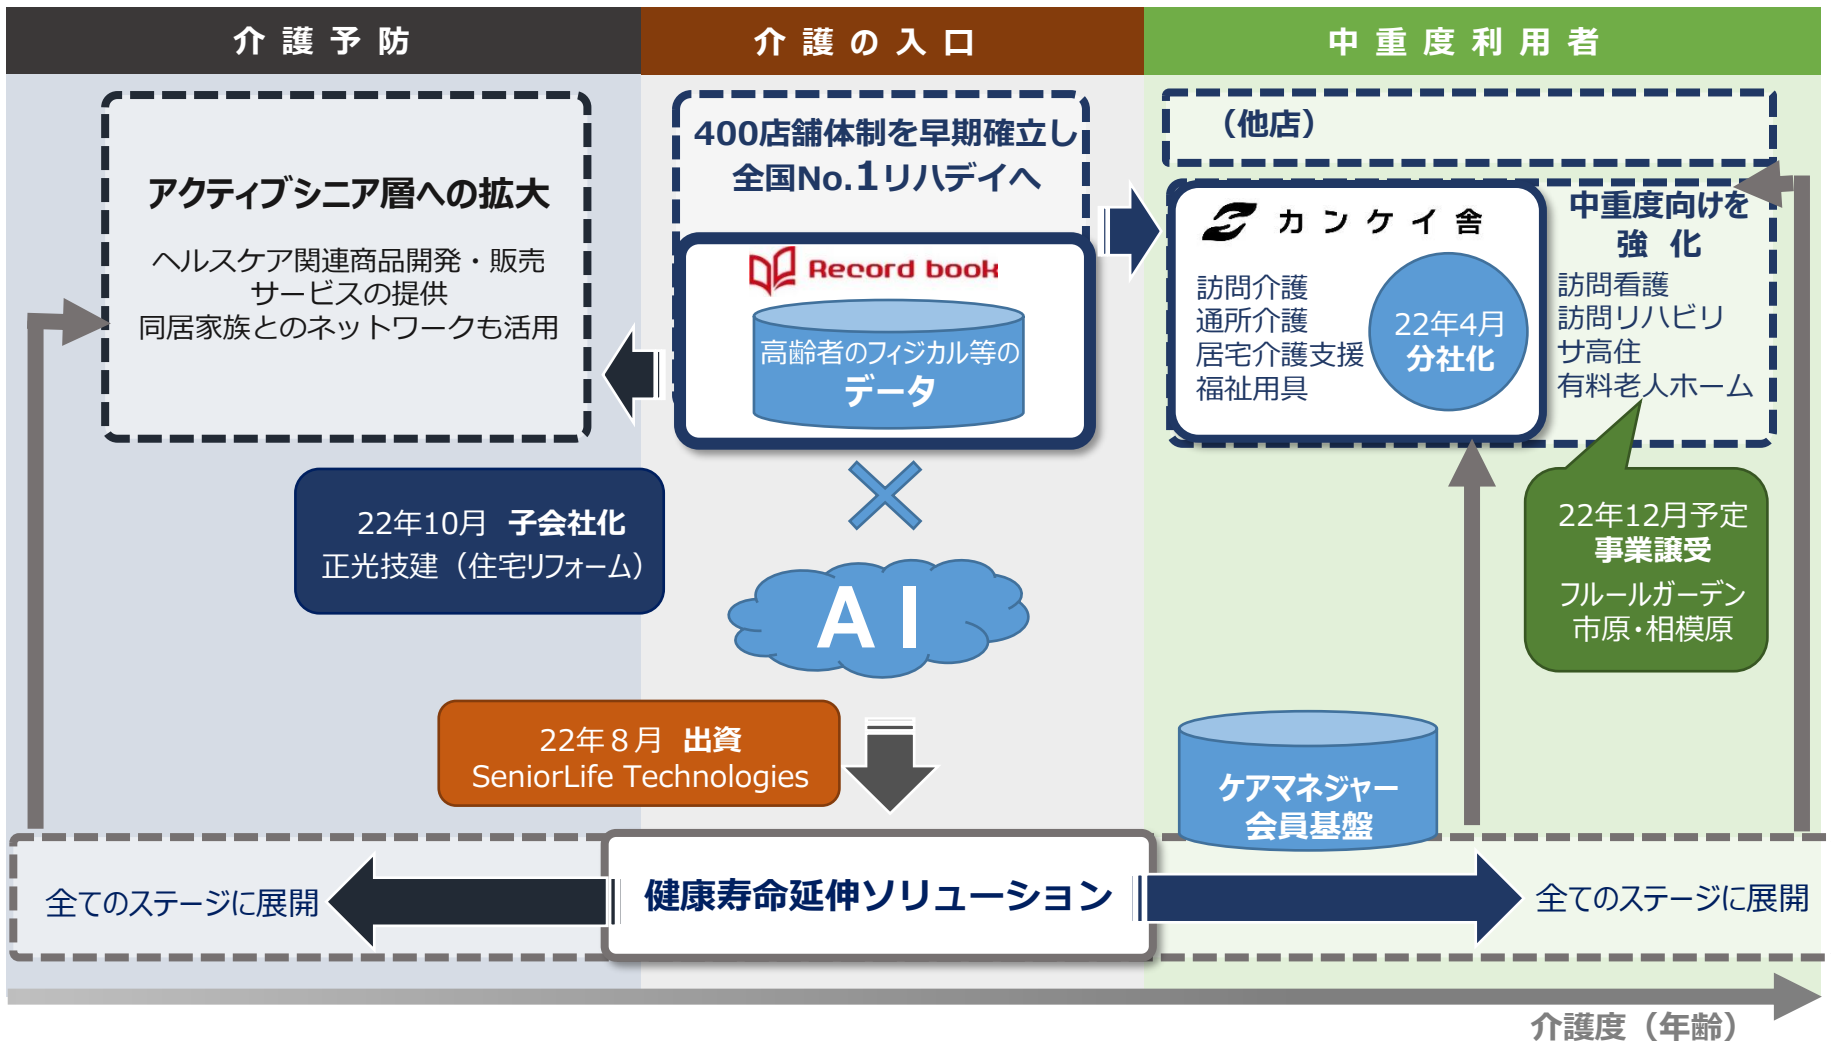 介護予防
介護の入口
中重度利用者
アクティブシニア層への拡大
ヘルスケア関連商品開発・販売
サービスの提供
同居家族とのネットワークも活用
400店舗体制を早期確立し
全国No.1リハデイへ
Record book
高齢者のフィジカル等の
データ
（他店）
カンケイ舎
訪問介護
通所介護
居宅介護支援
福祉用具
22年4月
分社化
中重度向けを
強 化
訪問看護
訪問リハビリ
サ高住
有料老人ホーム
22年10月 子会社化
正光技建（住宅リフォーム）
AI
22年12月予定
事業譲受
フルールガーデン
市原・相模原
22年８月 出資
SeniorLife Technologies
ケアマネジャー
会員基盤
全てのステージに展開
健康寿命延伸ソリューション
全てのステージに展開
介護度（年齢）